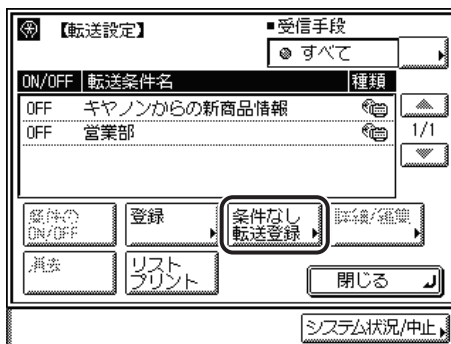 【転送設定】
■受信手段
すべて
ON/OFF 転送条件名 種類
OFF キヤノンからの新商品情報
OFF 営業部
1/1
条件の
ON/OFF
登録
条件なし
転送登録
詳細/編集
消去
リスト
プリント
閉じる
システム状況/中止